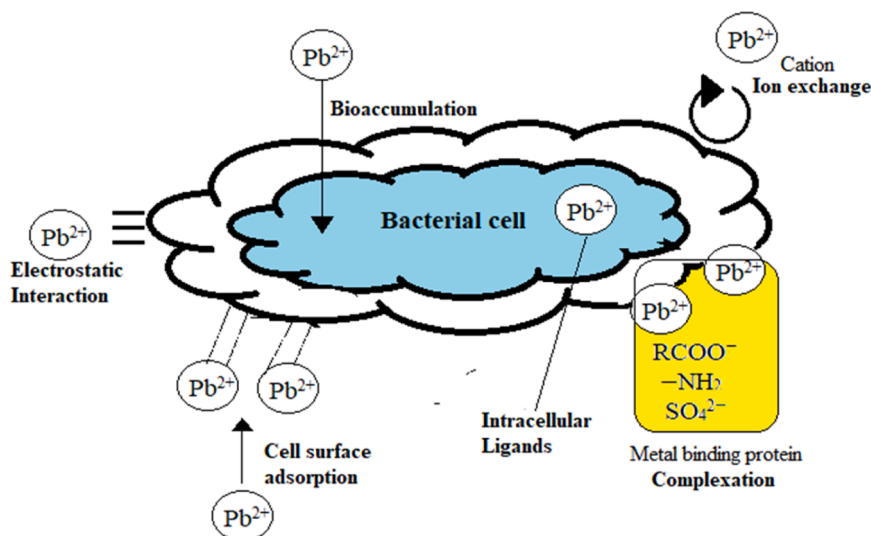 Pb²⁺
Pb²⁺
Cation
Ion exchange
Bioaccumulation
Bacterial cell
Pb²⁺
Pb²⁺
Electrostatic
Interaction
Pb²⁺
Pb²⁺
RCOO⁻
−NH₂
SO₄²⁻
Pb²⁺
Pb²⁺
Intracellular
Ligands
Cell surface
adsorption
Metal binding protein
Complexation
Pb²⁺